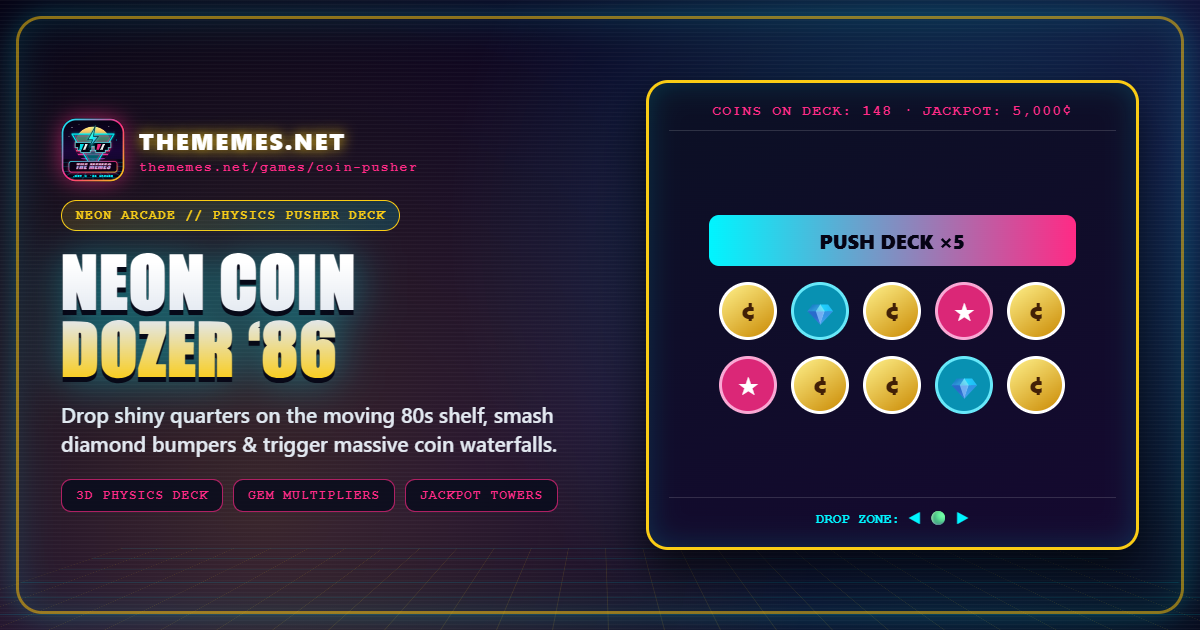 THEMEMES.NET
thememes.net/games/coin-pusher
NEON ARCADE // PHYSICS PUSHER DECK
NEON COIN
DOZER ‘86
Drop shiny quarters on the moving 80s shelf, smash
diamond bumpers & trigger massive coin waterfalls.
3D PHYSICS DECK
GEM MULTIPLIERS
JACKPOT TOWERS
COINS ON DECK: 148 · JACKPOT: 5,000¢
PUSH DECK ×5
¢ 💎 ¢ ★ ¢
★ ¢ ¢ 💎 ¢
DROP ZONE: ◀ ▶